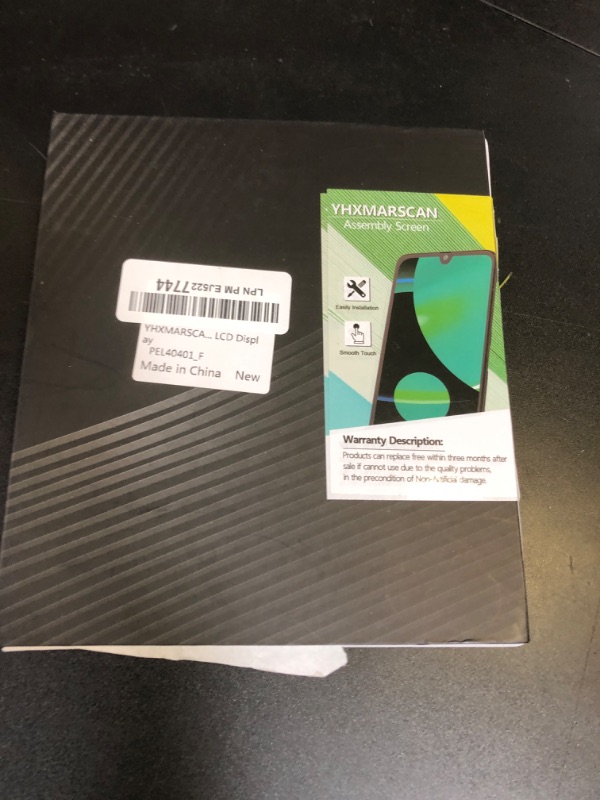 LPN PM EJ522 7744
YHXMARSCA... LCD Displ
ay
PEL40401_F
Made in China New
YHXMARSCAN
Assembly Screen
Easily Installation
Smooth Touch
Warranty Description:
Products can replace free within three months after
sale if cannot use due to the quality problems,
in the precondition of Non-Artificial damage.